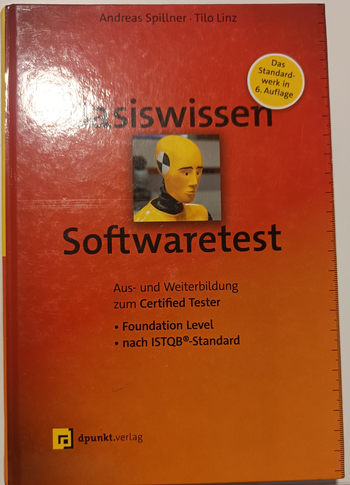 Andreas Spillner · Tilo Linz
Das
Standard-
werk in
6. Auflage
Basiswissen
Softwaretest
Aus- und Weiterbildung
zum Certified Tester
• Foundation Level
• nach ISTQB®-Standard
dpunkt.verlag